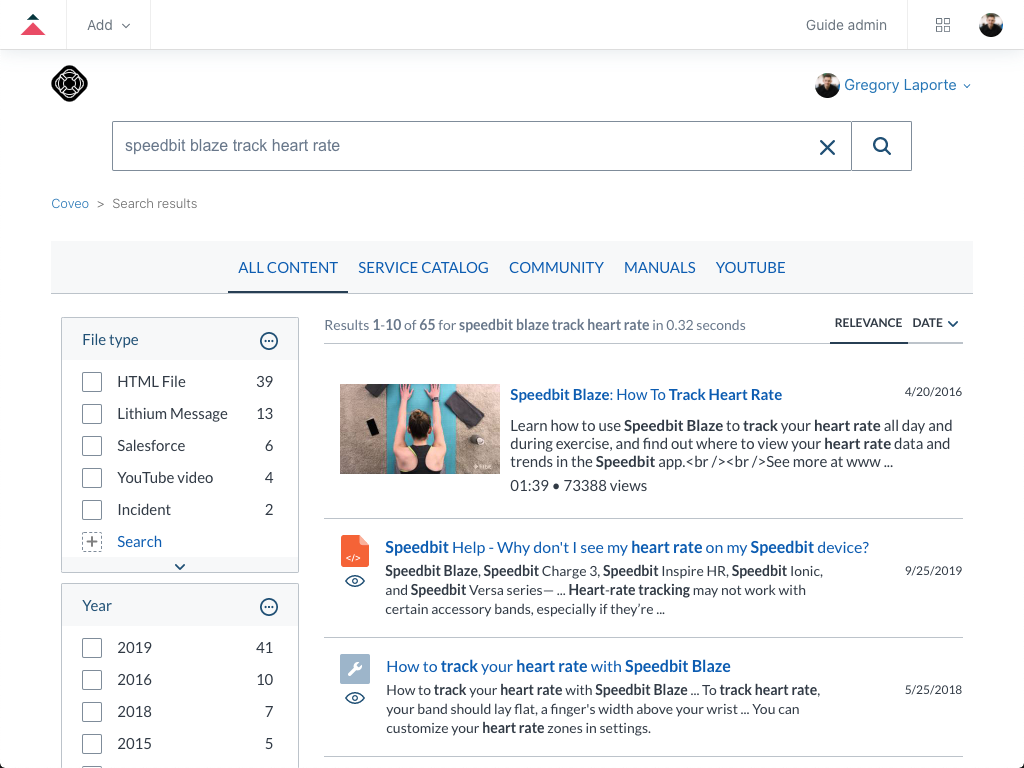 Add
Guide admin
Gregory Laporte
speedbit blaze track heart rate
Coveo > Search results
ALL CONTENT SERVICE CATALOG COMMUNITY MANUALS YOUTUBE
File type
HTML File 39
Lithium Message 13
Salesforce 6
YouTube video 4
Incident 2
Search
Year
2019 41
2016 10
2018 7
2015 5
Results 1-10 of 65 for speedbit blaze track heart rate in 0.32 seconds
RELEVANCE DATE
Speedbit Blaze: How To Track Heart Rate
4/20/2016
Learn how to use Speedbit Blaze to track your heart rate all day and
during exercise, and find out where to view your heart rate data and
trends in the Speedbit app.<br /><br />See more at www ...
01:39 • 73388 views
</>
Speedbit Help - Why don't I see my heart rate on my Speedbit device?
Speedbit Blaze, Speedbit Charge 3, Speedbit Inspire HR, Speedbit Ionic,
9/25/2019
and Speedbit Versa series— ... Heart-rate tracking may not work with
certain accessory bands, especially if they’re ...
How to track your heart rate with Speedbit Blaze
How to track your heart rate with Speedbit Blaze ... To track heart rate,
5/25/2018
your band should lay flat, a finger's width above your wrist ... You can
customize your heart rate zones in settings.